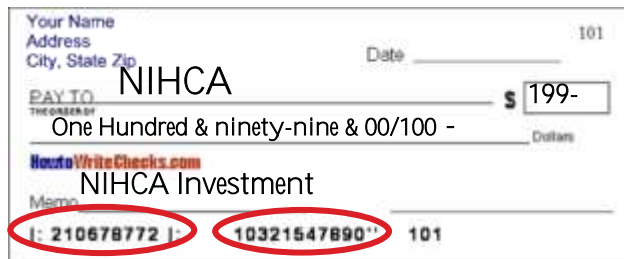 Your Name
Address
101
City, State Zip
Date
NIHCA
PAY TO
THE ORDER OF
$ 199-
One Hundred & ninety-nine & 00/100 -
Dollars
HowtoWriteChecks.com
NIHCA Investment
Memo
|: 210678772 |: 10321547890" 101